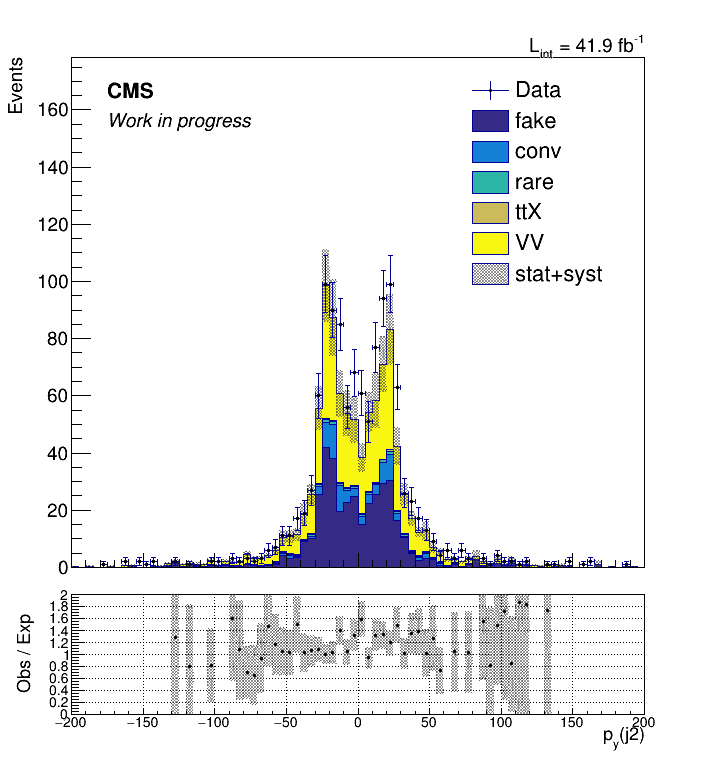 L_int = 41.9 fb^-1
Events
CMS
Work in progress
Data
fake
conv
rare
ttX
VV
stat+syst
160
140
120
100
80
60
40
20
0
Obs / Exp
2
1.8
1.6
1.4
1.2
1
0.8
0.6
0.4
0.2
0
−200 −150 −100 −50 0 50 100 150 200
p_y(j2)